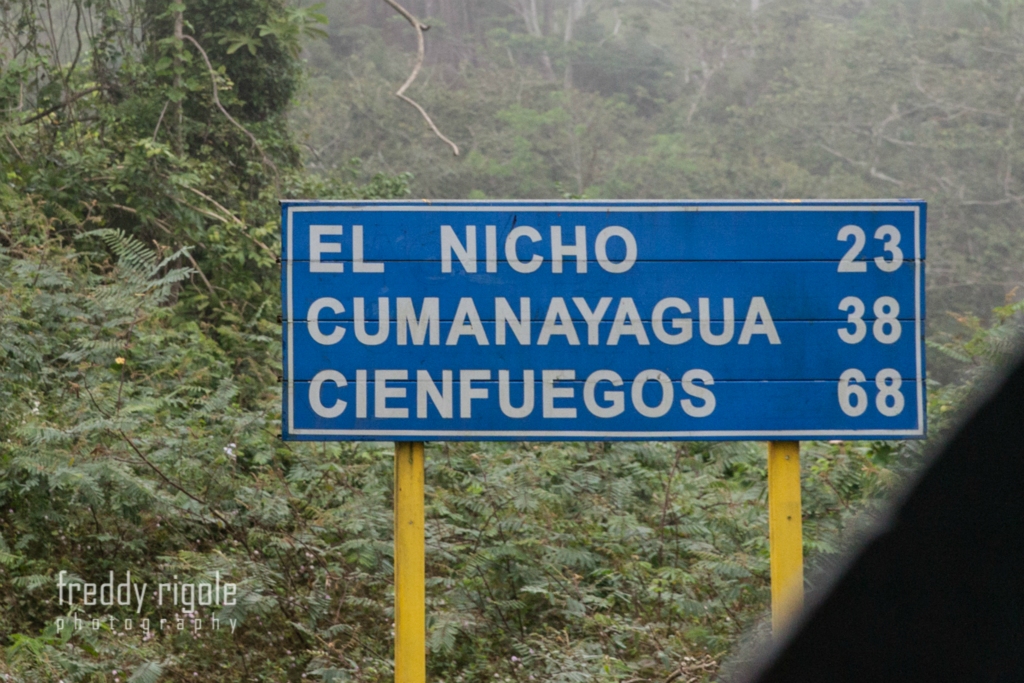 EL NICHO 23
CUMANAYAGUA 38
CIENFUEGOS 68
freddy rigole
photography